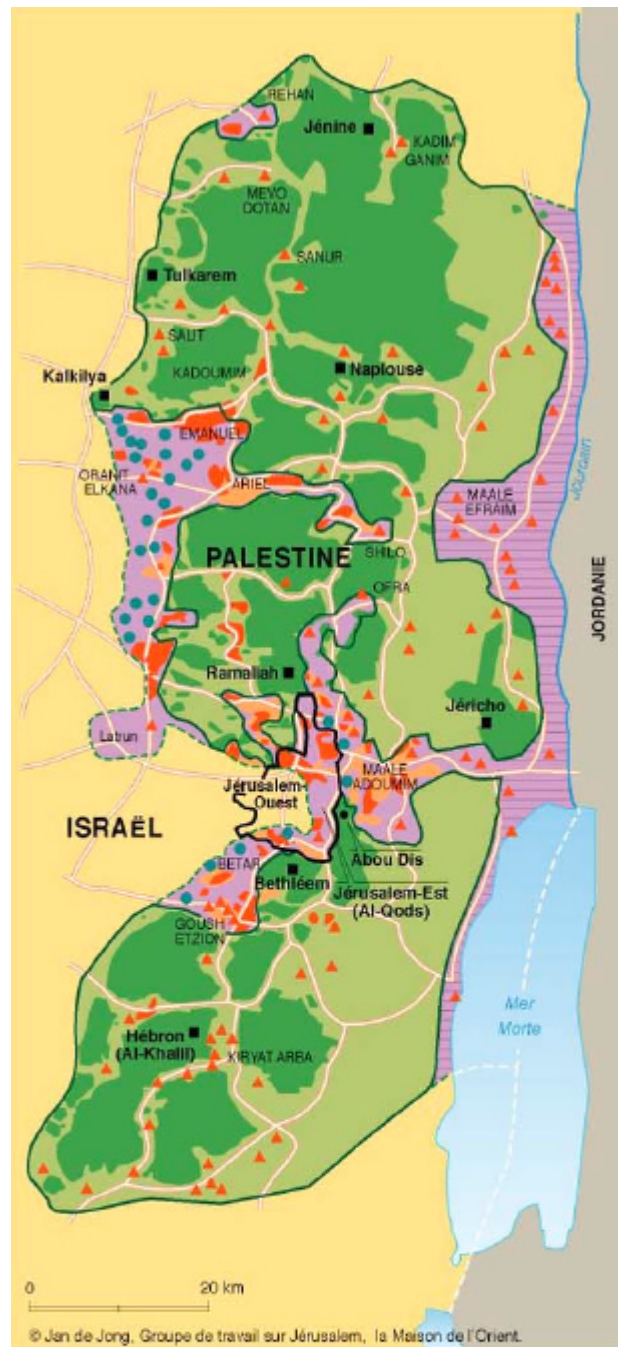 REHAN
Jénine
KADIM
GANIM
MEVO
DOTAN
SANUR
Tulkarem
SALIT
KADOUMIM
Naplouse
Kalkilya
EMANUEL
ORANIT
ELKANA
ARIEL
Jourdain
MAALE
EFRAIM
SHILO
PALESTINE
OFRA
JORDANIE
Ramallah
Jéricho
Latrun
MAALE
ADOUMIM
Jérusalem-
Ouest
ISRAËL
Abou Dis
BETAR
Bethléem
Jérusalem-Est
(Al-Qods)
GOUSH
ETZION
Mer
Morte
Hébron
(Al-Khalil)
KIRYAT ARBA
0 20 km
© Jan de Jong, Groupe de travail sur Jérusalem, la Maison de l'Orient.